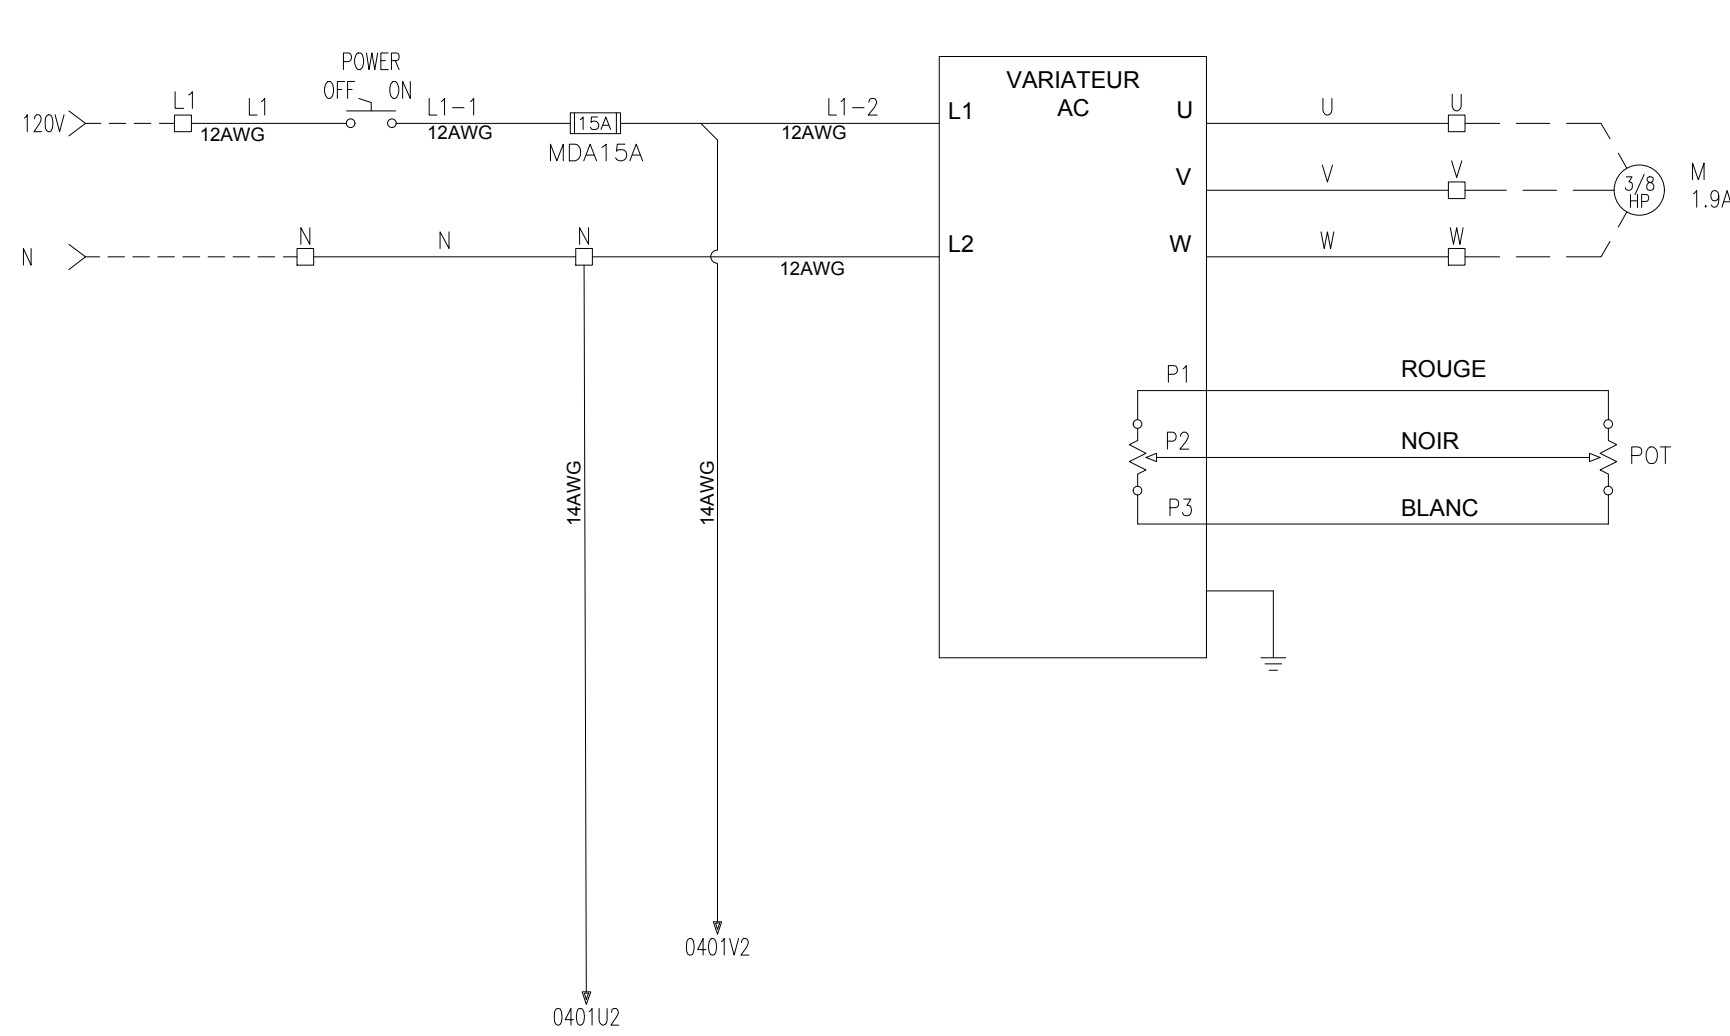 POWER
OFF ON
120V
L1
L1
12AWG
L1-1
12AWG
15A
MDA15A
L1-2
12AWG
N
N
N
N
12AWG
14AWG
14AWG
0401V2
0401U2
VARIATEUR
AC
L1
L2
U
V
W
U
U
V
V
W
W
3/8
HP
M
1.9A
P1
ROUGE
P2
NOIR
POT
P3
BLANC